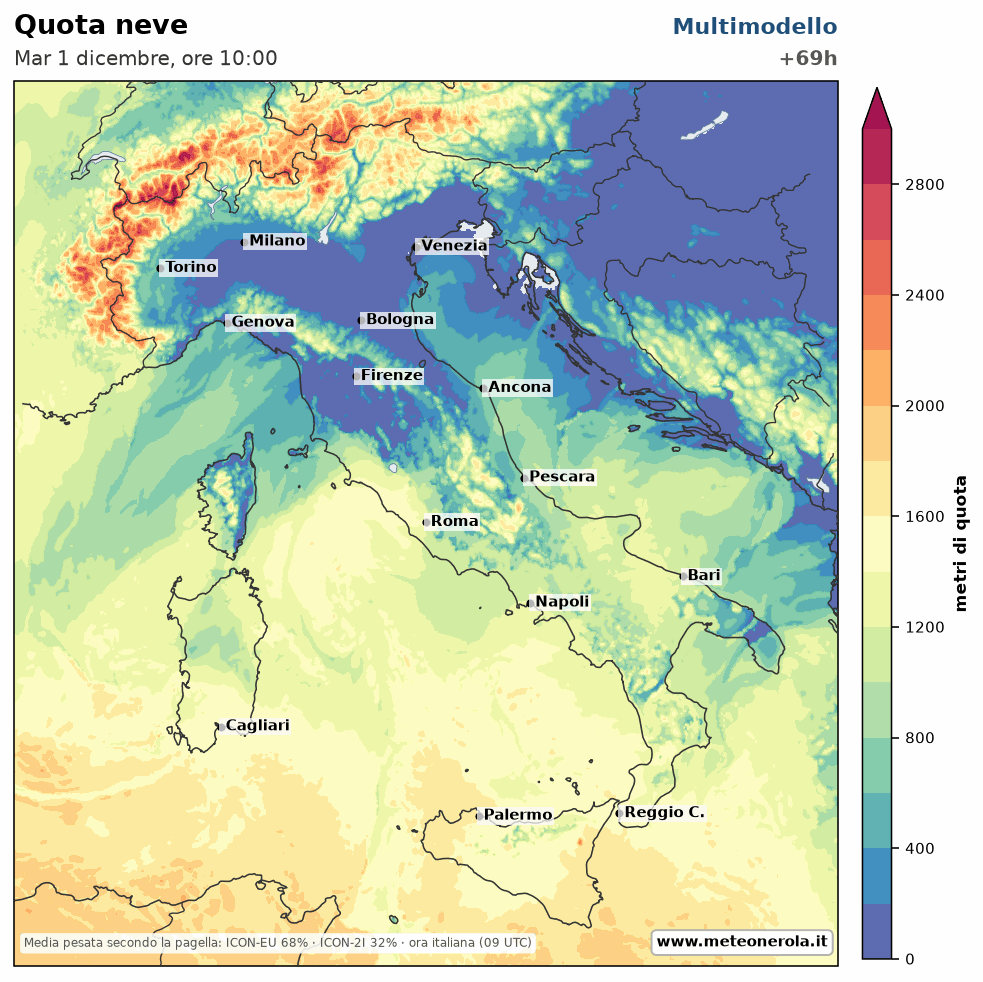 Quota neve
Multimodello
Mar 1 dicembre, ore 10:00
+69h
Milano
Venezia
Torino
Genova
Bologna
Firenze
Ancona
Pescara
Roma
Bari
Napoli
Cagliari
Palermo
Reggio C.
2800
2400
2000
1600
1200
800
400
0
metri di quota
Media pesata secondo la pagella: ICON-EU 68% · ICON-2I 32% · ora italiana (09 UTC)
www.meteonerola.it